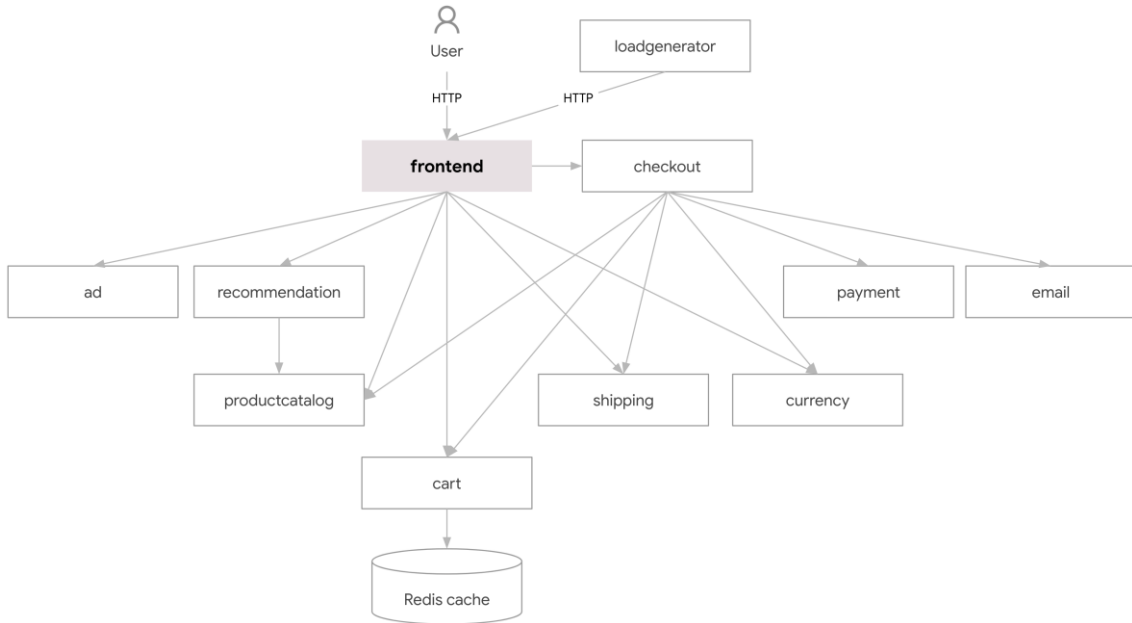 User
loadgenerator
HTTP
HTTP
frontend
checkout
ad
recommendation
payment
email
productcatalog
shipping
currency
cart
Redis cache